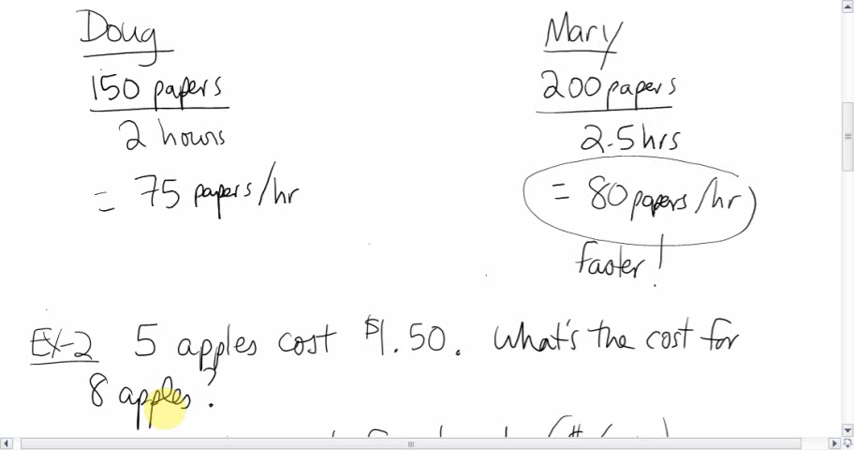 Doug
150 papers
2 hours
= 75 papers/hr
Mary
200 papers
2.5 hrs
= 80 papers/hr
faster!
EX-2 5 apples cost $1.50. What's the cost for
8 apples?